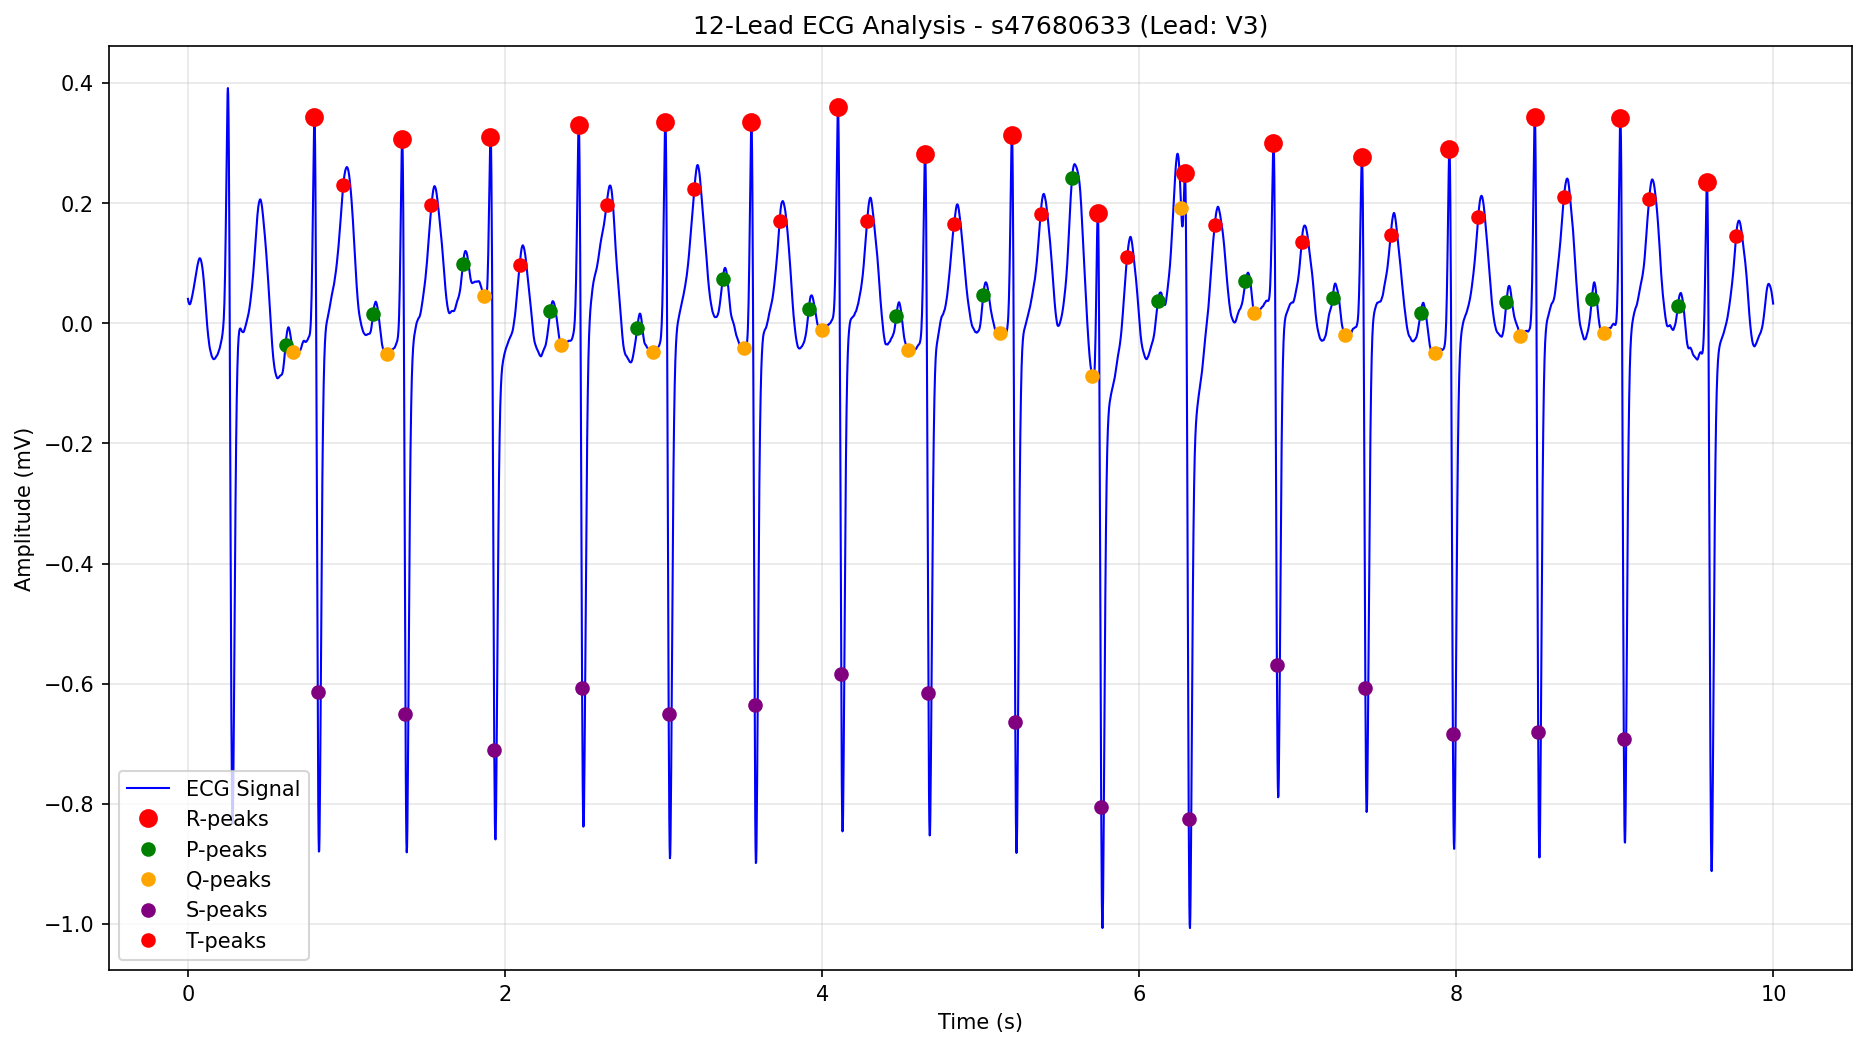 12-Lead ECG Analysis - s47680633 (Lead: V3)
Amplitude (mV)
0.4
0.2
0.0
−0.2
−0.4
−0.6
−0.8
−1.0
ECG Signal
R-peaks
P-peaks
Q-peaks
S-peaks
T-peaks
0 2 4 6 8 10
Time (s)